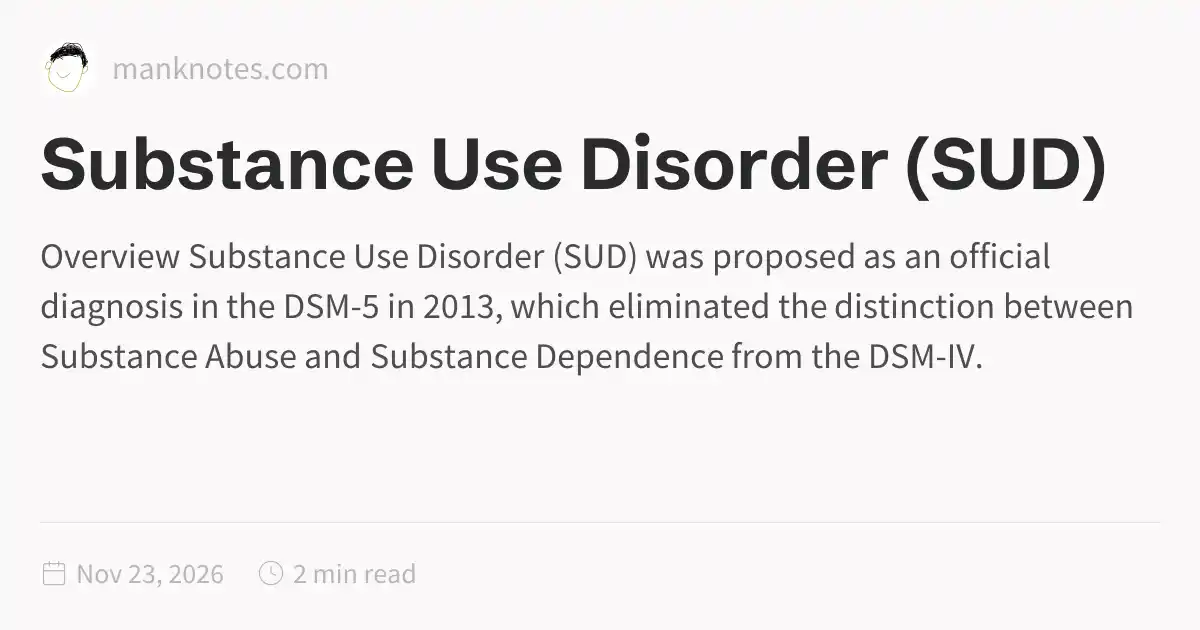 manknotes.com
Substance Use Disorder (SUD)
Overview Substance Use Disorder (SUD) was proposed as an official
diagnosis in the DSM-5 in 2013, which eliminated the distinction between
Substance Abuse and Substance Dependence from the DSM-IV.
Nov 23, 2026 2 min read